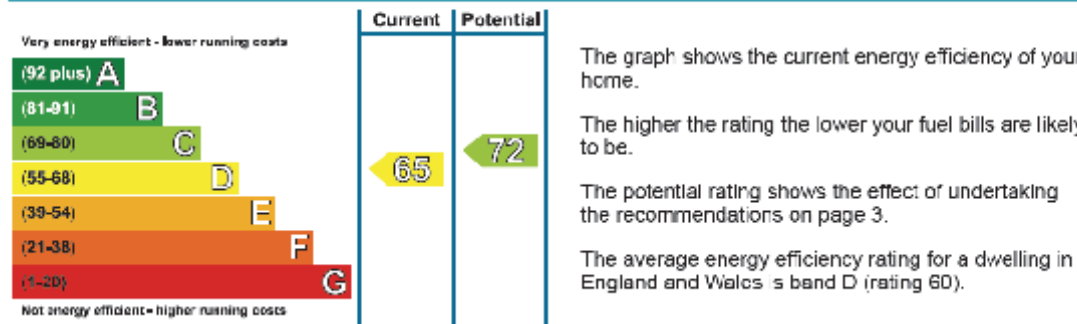 Current Potential
Very energy efficient - lower running costs
(92 plus) A
(81-91) B
(69-80) C
(55-68) D
(39-54) E
(21-38) F
(1-20) G
Not energy efficient - higher running costs
65
72
The graph shows the current energy efficiency of your
home.
The higher the rating the lower your fuel bills are likely
to be.
The potential rating shows the effect of undertaking
the recommendations on page 3.
The average energy efficiency rating for a dwelling in
England and Wales is band D (rating 60).